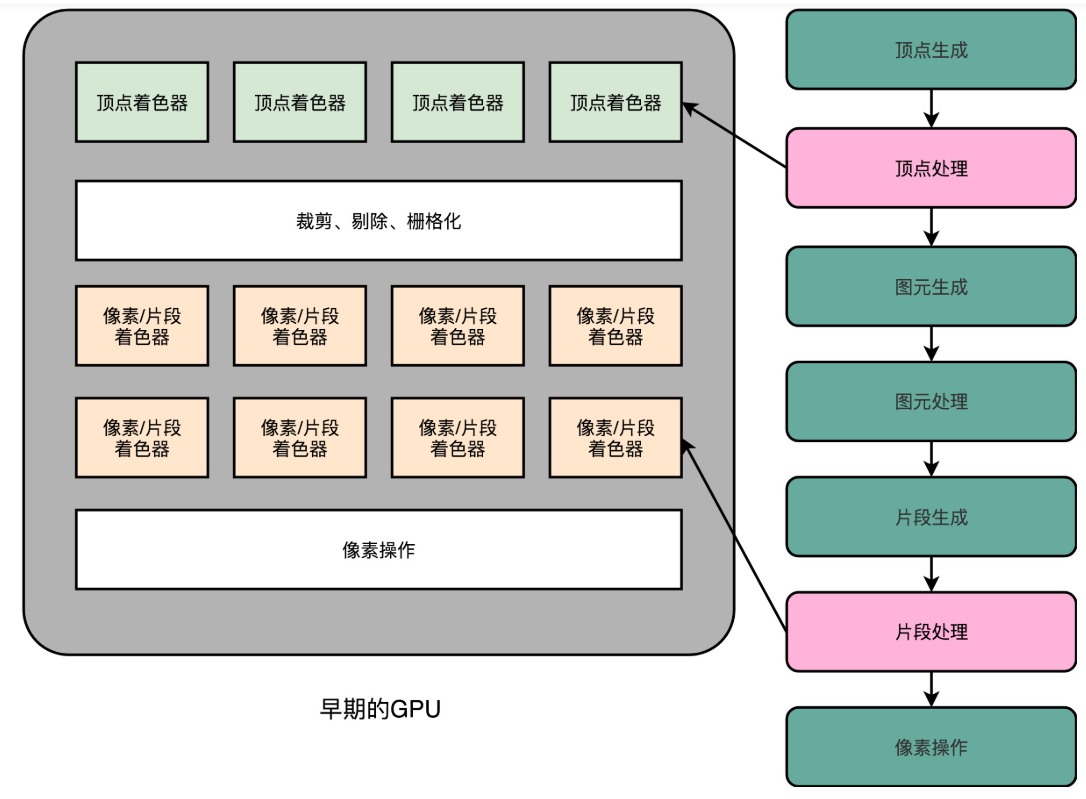 顶点着色器
顶点着色器
顶点着色器
顶点着色器
裁剪、剔除、栅格化
像素/片段
着色器
像素/片段
着色器
像素/片段
着色器
像素/片段
着色器
像素/片段
着色器
像素/片段
着色器
像素/片段
着色器
像素/片段
着色器
像素操作
早期的GPU
顶点生成
顶点处理
图元生成
图元处理
片段生成
片段处理
像素操作